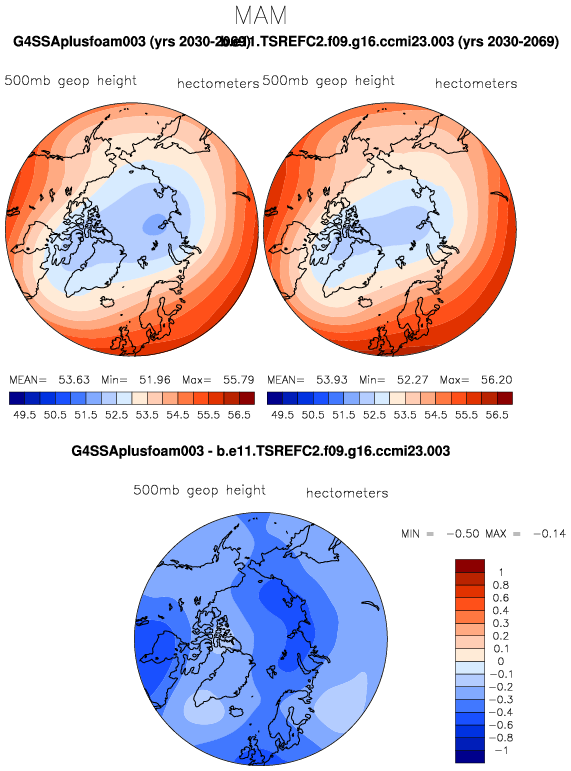 MAM
G4SSAplusfoam003 (yrs 2030-2069) b.e11.TSREFC2.f09.g16.ccmi23.003 (yrs 2030-2069)
500mb geop height hectometers 500mb geop height hectometers
MEAN= 53.63 Min= 51.96 Max= 55.79 MEAN= 53.93 Min= 52.27 Max= 56.20
49.5 50.5 51.5 52.5 53.5 54.5 55.5 56.5 49.5 50.5 51.5 52.5 53.5 54.5 55.5 56.5
G4SSAplusfoam003 - b.e11.TSREFC2.f09.g16.ccmi23.003
500mb geop height hectometers
MIN = -0.50 MAX = -0.14
1
0.8
0.6
0.4
0.3
0.2
0.1
0
-0.1
-0.2
-0.3
-0.4
-0.6
-0.8
-1